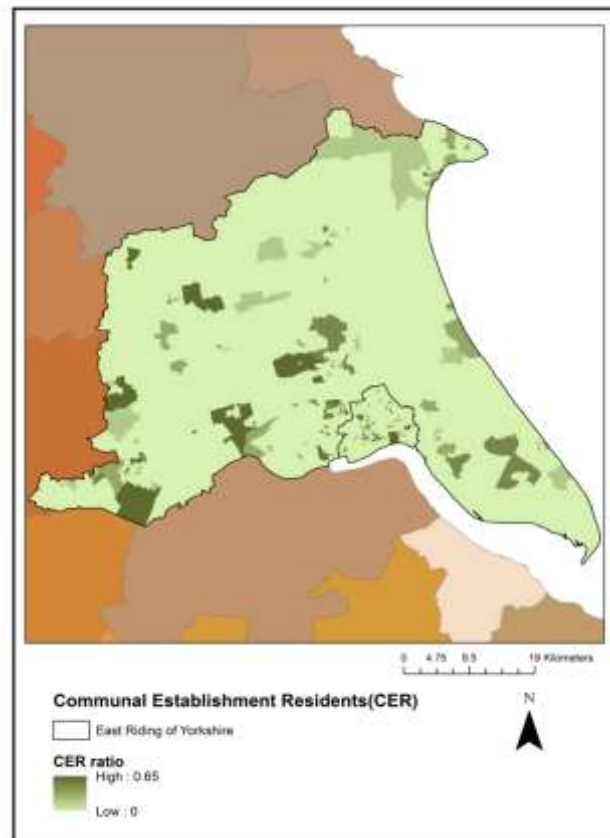 0 4.75 9.5 19 Kilometers
Communal Establishment Residents(CER)
N
East Riding of Yorkshire
CER ratio
High : 0.65
Low : 0